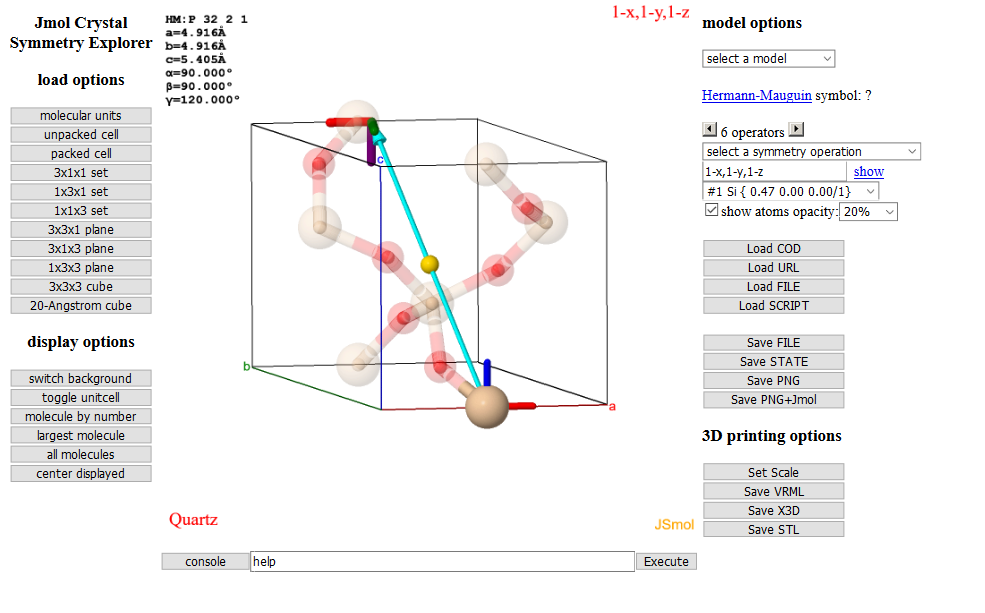 Jmol Crystal
Symmetry Explorer
load options
molecular units
unpacked cell
packed cell
3x1x1 set
1x3x1 set
1x1x3 set
3x3x1 plane
3x1x3 plane
1x3x3 plane
3x3x3 cube
20-Angstrom cube
display options
switch background
toggle unitcell
molecule by number
largest molecule
all molecules
center displayed
HM:P 32 2 1
a=4.916Å
b=4.916Å
c=5.405Å
α=90.000°
β=90.000°
γ=120.000°
1-x,1-y,1-z
c
b
a
Quartz
JSmol
console
help
Execute
model options
select a model
Hermann-Mauguin symbol: ?
6 operators
select a symmetry operation
1-x,1-y,1-z show
#1 Si { 0.47 0.00 0.00/1}
show atoms opacity: 20%
Load COD
Load URL
Load FILE
Load SCRIPT
Save FILE
Save STATE
Save PNG
Save PNG+Jmol
3D printing options
Set Scale
Save VRML
Save X3D
Save STL